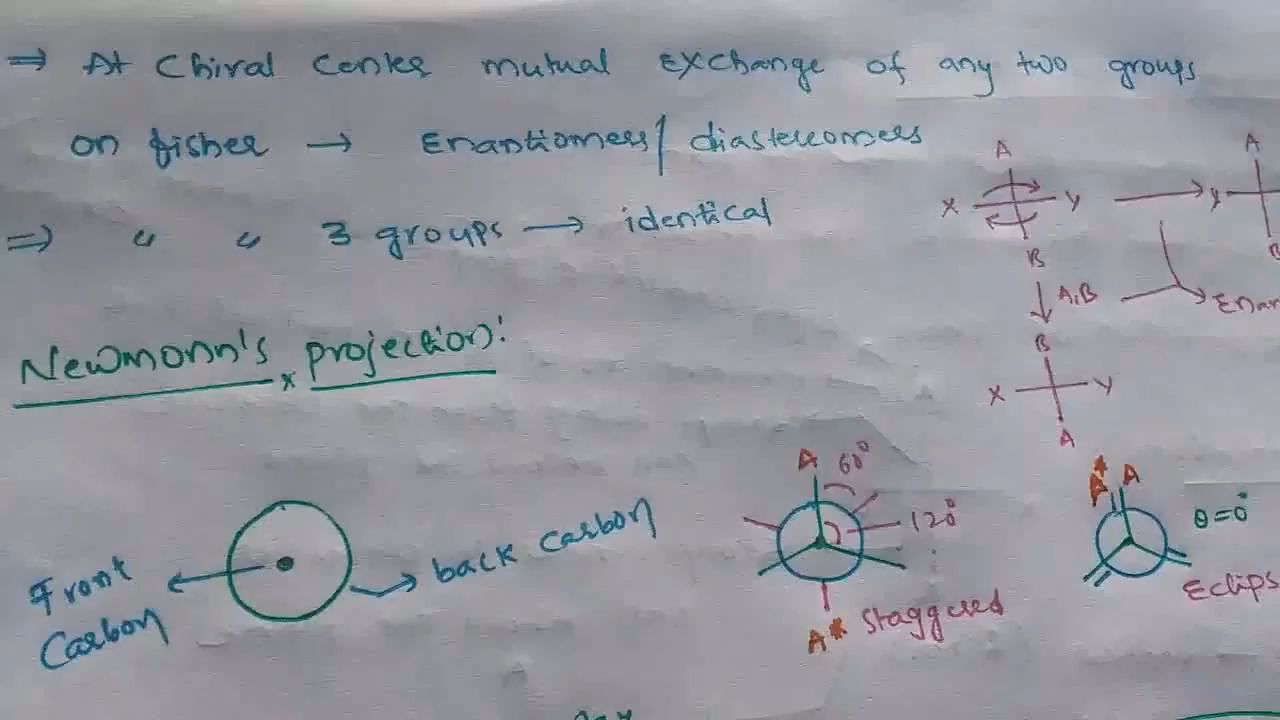 ⇒ At Chiral Center mutual Exchange of any two groups
on fisher → Enantiomers/ diastereomers
⇒ " " 3 groups → identical
A
X Y → Y
B
A
B
↓ A,B → Enan
B
X Y
A
Newmann's projection:
Front Carbon
back carbon
A 60°
120°
A* Staggered
A* A
θ=0°
Eclips